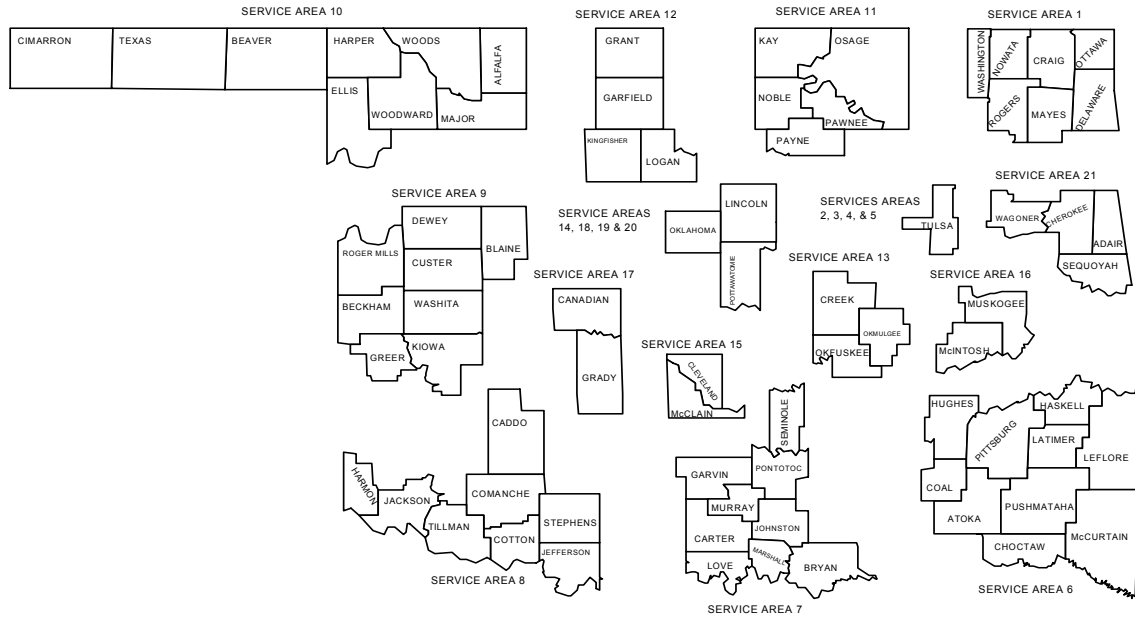 SERVICE AREA 10
CIMARRON
TEXAS
BEAVER
HARPER
WOODS
ALFALFA
ELLIS
WOODWARD
MAJOR
SERVICE AREA 12
GRANT
GARFIELD
KINGFISHER
LOGAN
SERVICE AREA 11
KAY
OSAGE
NOBLE
PAWNEE
PAYNE
SERVICE AREA 1
WASHINGTON
NOWATA
CRAIG
OTTAWA
ROGERS
MAYES
DELAWARE
SERVICE AREA 9
DEWEY
BLAINE
ROGER MILLS
CUSTER
BECKHAM
WASHITA
GREER
KIOWA
SERVICE AREAS
14, 18, 19 & 20
LINCOLN
OKLAHOMA
POTTAWATOME
SERVICES AREAS
2, 3, 4, & 5
TULSA
SERVICE AREA 21
WAGONER
CHEROKEE
ADAIR
SEQUOYAH
SERVICE AREA 17
CANADIAN
GRADY
SERVICE AREA 13
CREEK
OKMULGEE
OKFUSKEE
SERVICE AREA 16
MUSKOGEE
McINTOSH
SERVICE AREA 15
CLEVELAND
McCLAIN
CADDO
HARMON
JACKSON
COMANCHE
TILLMAN
COTTON
STEPHENS
JEFFERSON
SERVICE AREA 8
SEMINOLE
GARVIN
PONTOTOC
MURRAY
CARTER
JOHNSTON
LOVE
MARSHALL
BRYAN
SERVICE AREA 7
HUGHES
PITTSBURG
HASKELL
LATIMER
LEFLORE
COAL
ATOKA
PUSHMATAHA
CHOCTAW
McCURTAIN
SERVICE AREA 6